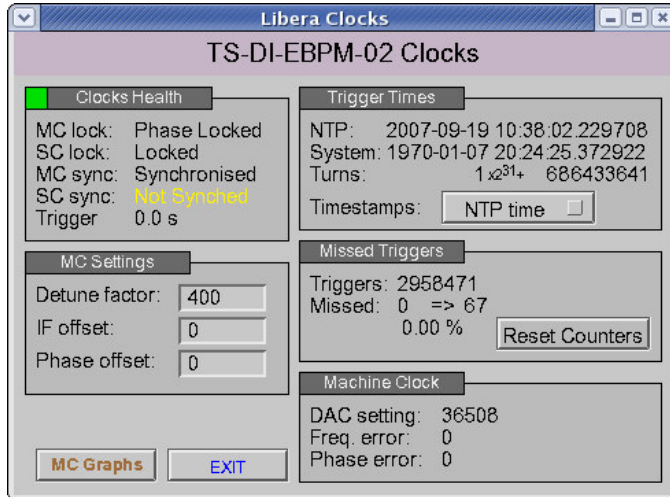 Libera Clocks
TS-DI-EBPM-02 Clocks
Clocks Health
MC lock: Phase Locked
SC lock: Locked
MC sync: Synchronised
SC sync: Not Synched
Trigger 0.0 s
MC Settings
Detune factor: 400
IF offset: 0
Phase offset: 0
MC Graphs
EXIT
Trigger Times
NTP: 2007-09-19 10:38:02.229708
System: 1970-01-07 20:24:25.372922
Turns: 1 x2³¹+ 686433641
Timestamps: NTP time
Missed Triggers
Triggers: 2958471
Missed: 0 => 67
0.00 %
Reset Counters
Machine Clock
DAC setting: 36508
Freq. error: 0
Phase error: 0